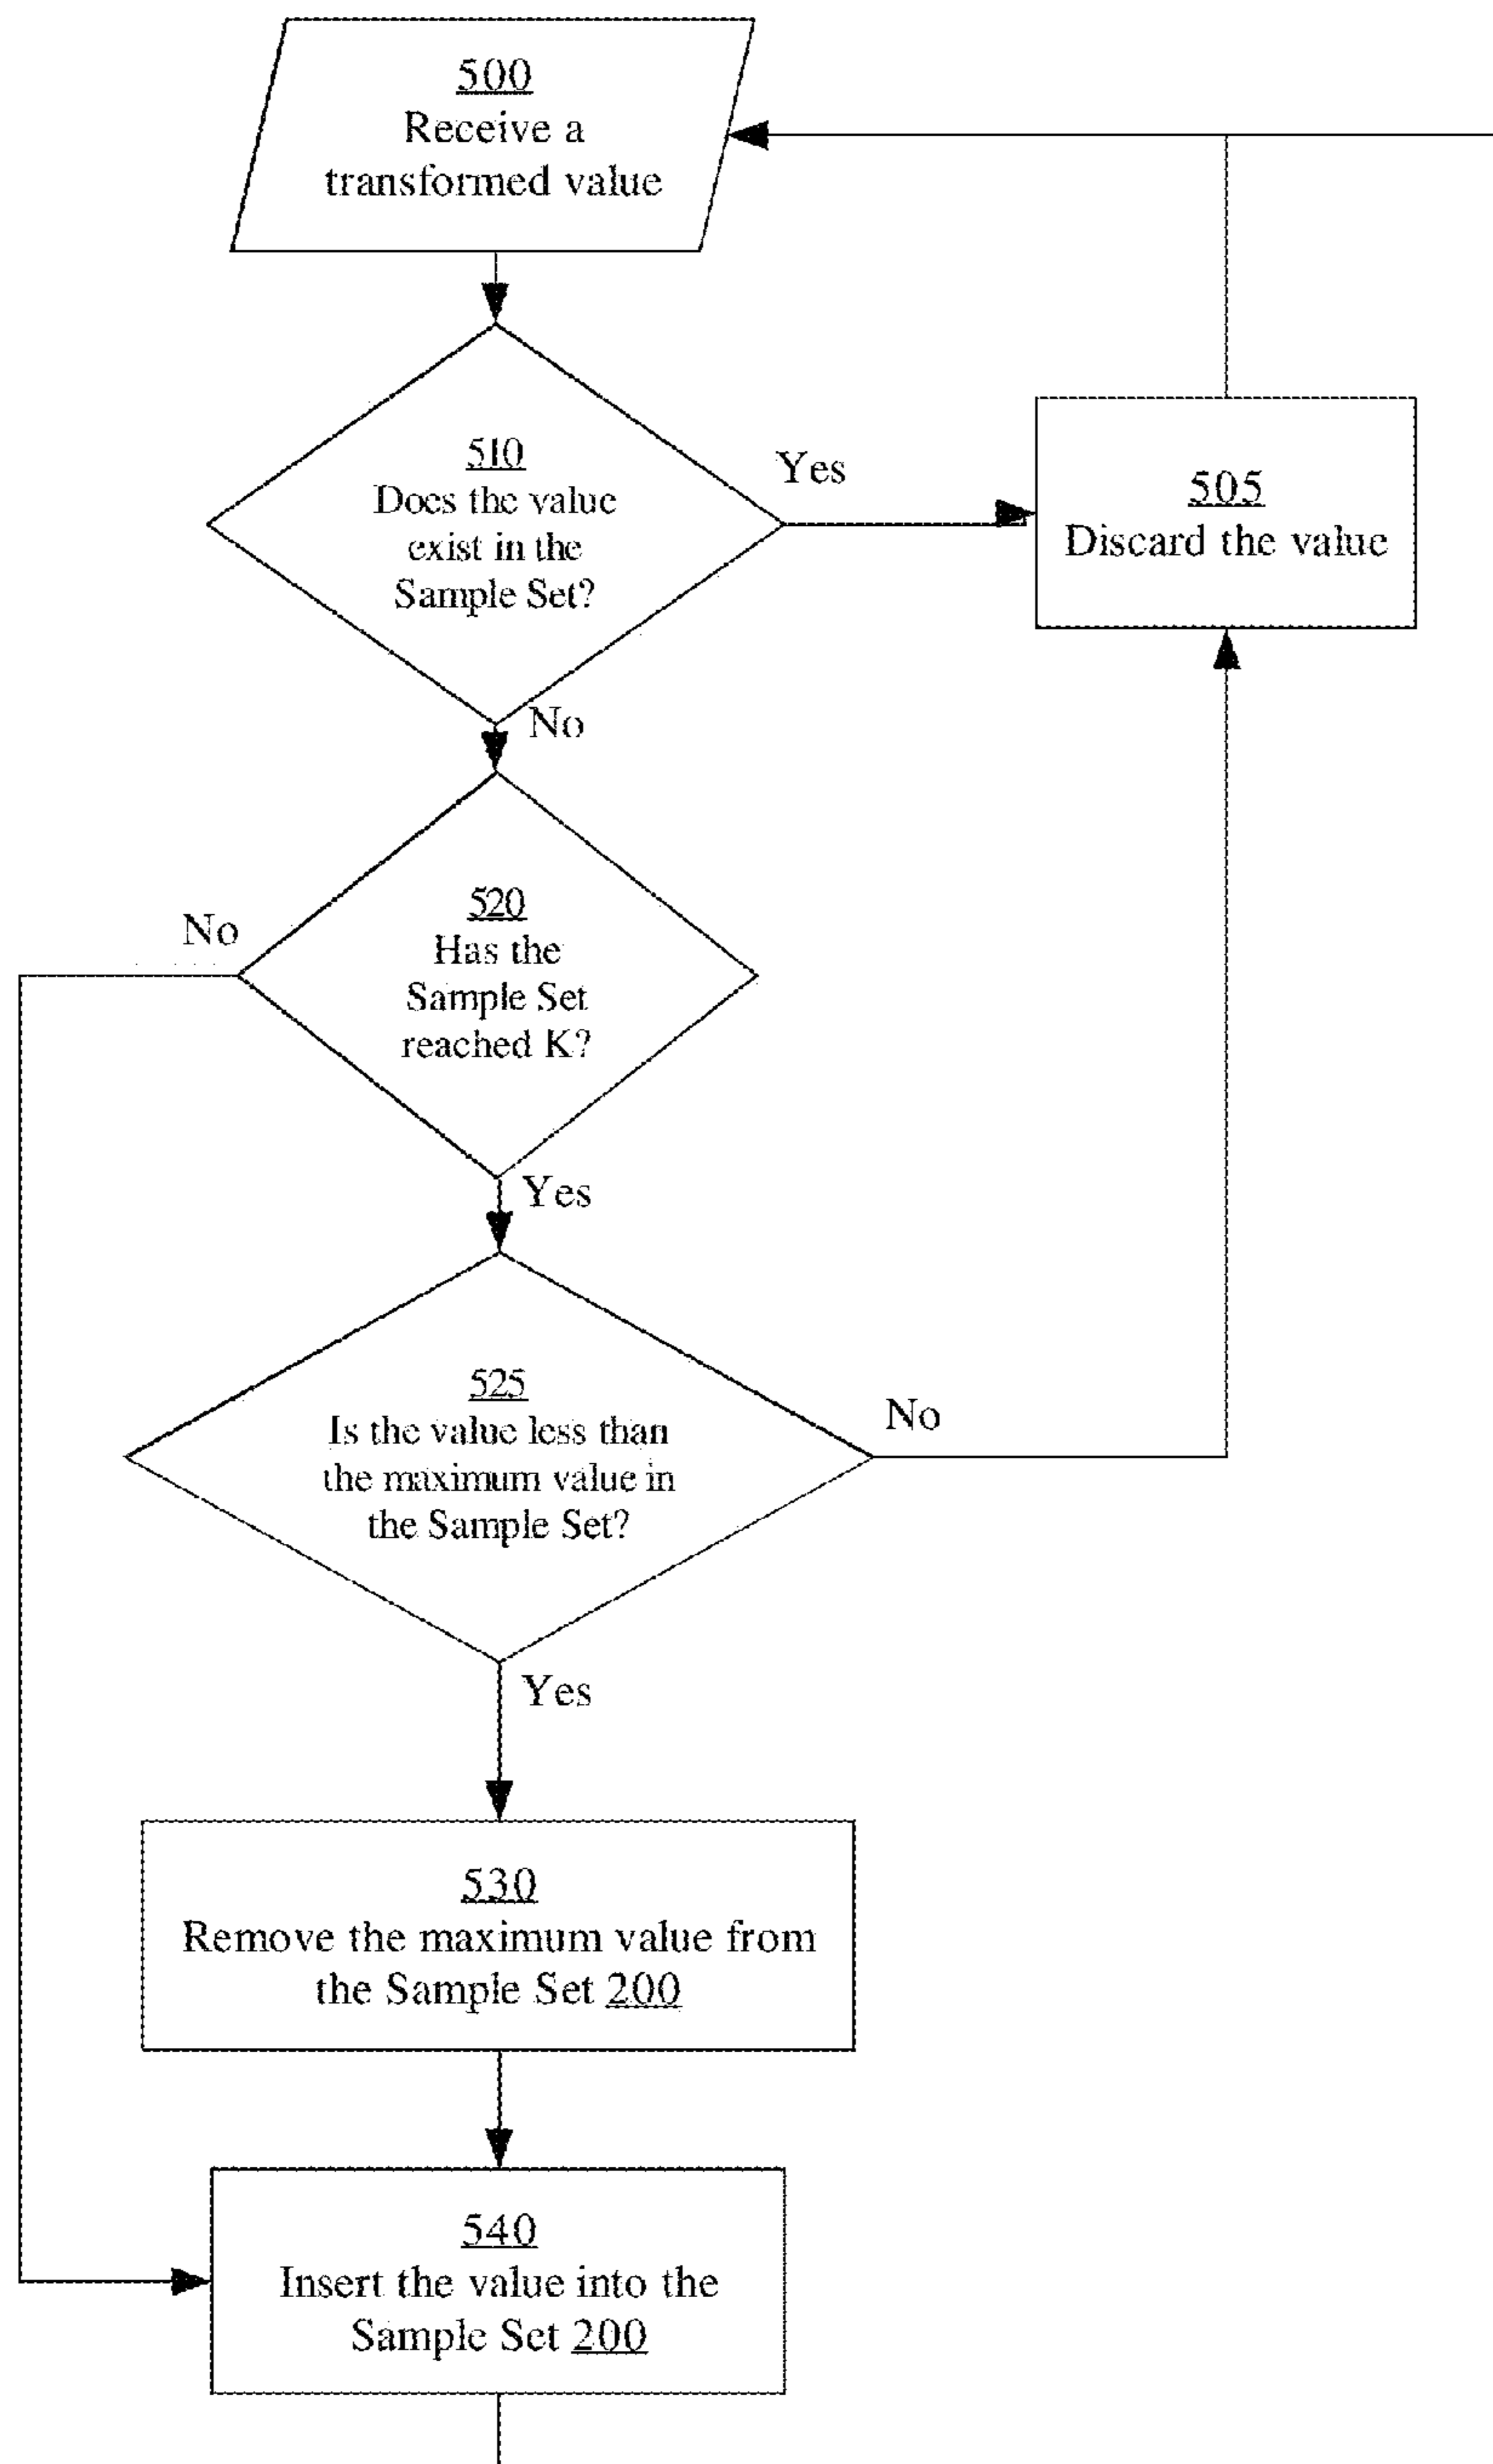 500
Receive a
transformed value
510
Does the value
exist in the
Sample Set?
Yes
505
Discard the value
No
520
Has the
Sample Set
reached K?
No
Yes
525
Is the value less than
the maximum value in
the Sample Set?
No
Yes
530
Remove the maximum value from
the Sample Set 200
540
Insert the value into the
Sample Set 200